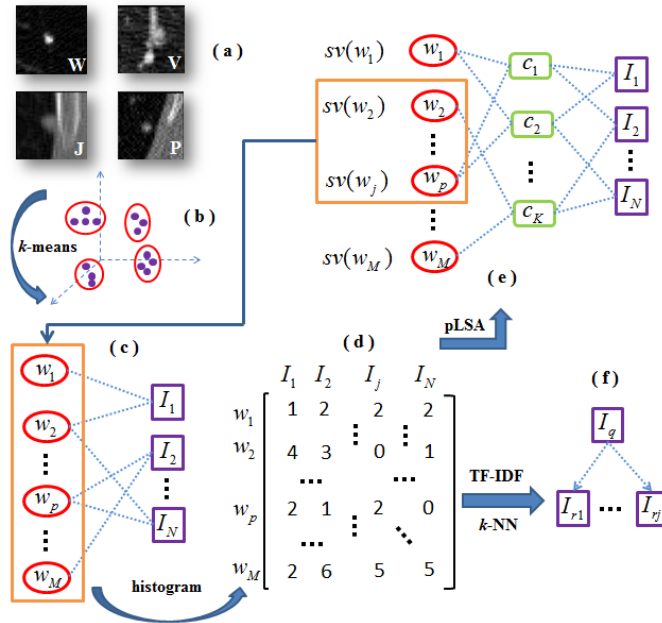 ( a )
W
V
J
P
( b )
k-means
sv(w1)
w1
sv(w2)
w2
sv(wj)
wp
sv(wM)
wM
c1
c2
cK
I1
I2
IN
( e )
pLSA
( c )
w1
w2
wp
wM
I1
I2
IN
histogram
( d )
I1 I2 Ij IN
w1 1 2 2 2
w2 4 3 0 1
wp 2 1 2 0
wM 2 6 5 5
TF-IDF
k-NN
( f )
Iq
Ir1 ... Irj